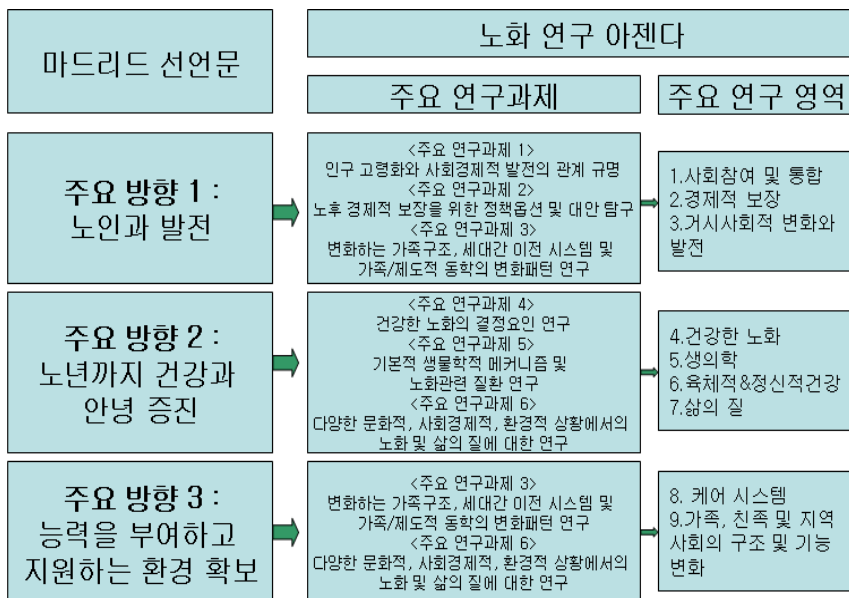 마드리드 선언문
노화 연구 아젠다
주요 연구과제
주요 연구 영역
주요 방향 1 :
노인과 발전
<주요 연구과제 1>
인구 고령화와 사회경제적 발전의 관계 규명
<주요 연구과제 2>
노후 경제적 보장을 위한 정책옵션 및 대안 탐구
<주요 연구과제 3>
변화하는 가족구조, 세대간 이전 시스템 및
가족/제도적 동학의 변화패턴 연구
1.사회참여 및 통합
2.경제적 보장
3.거시사회적 변화와
발전
주요 방향 2 :
노년까지 건강과
안녕 증진
<주요 연구과제 4>
건강한 노화의 결정요인 연구
<주요 연구과제 5>
기본적 생물학적 메커니즘 및
노화관련 질환 연구
<주요 연구과제 6>
다양한 문화적, 사회경제적, 환경적 상황에서의
노화 및 삶의 질에 대한 연구
4.건강한 노화
5.생의학
6.육체적&정신적건강
7.삶의 질
주요 방향 3 :
능력을 부여하고
지원하는 환경 확보
<주요 연구과제 3>
변화하는 가족구조, 세대간 이전 시스템 및
가족/제도적 동학의 변화패턴 연구
<주요 연구과제 6>
다양한 문화적, 사회경제적, 환경적 상황에서의
노화 및 삶의 질에 대한 연구
8. 케어 시스템
9.가족, 친족 및 지역
사회의 구조 및 기능
변화